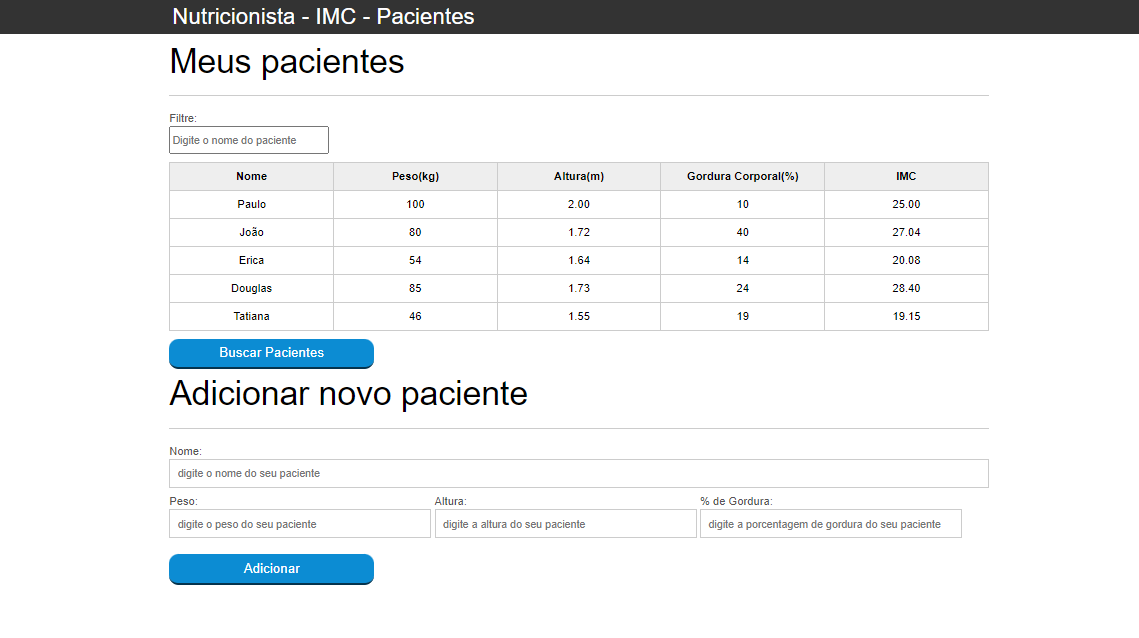 Nutricionista - IMC - Pacientes
Meus pacientes
Filtre:
Digite o nome do paciente
Nome Peso(kg) Altura(m) Gordura Corporal(%) IMC
Paulo 100 2.00 10 25.00
João 80 1.72 40 27.04
Erica 54 1.64 14 20.08
Douglas 85 1.73 24 28.40
Tatiana 46 1.55 19 19.15
Buscar Pacientes
Adicionar novo paciente
Nome:
digite o nome do seu paciente
Peso: Altura: % de Gordura:
digite o peso do seu paciente digite a altura do seu paciente digite a porcentagem de gordura do seu paciente
Adicionar